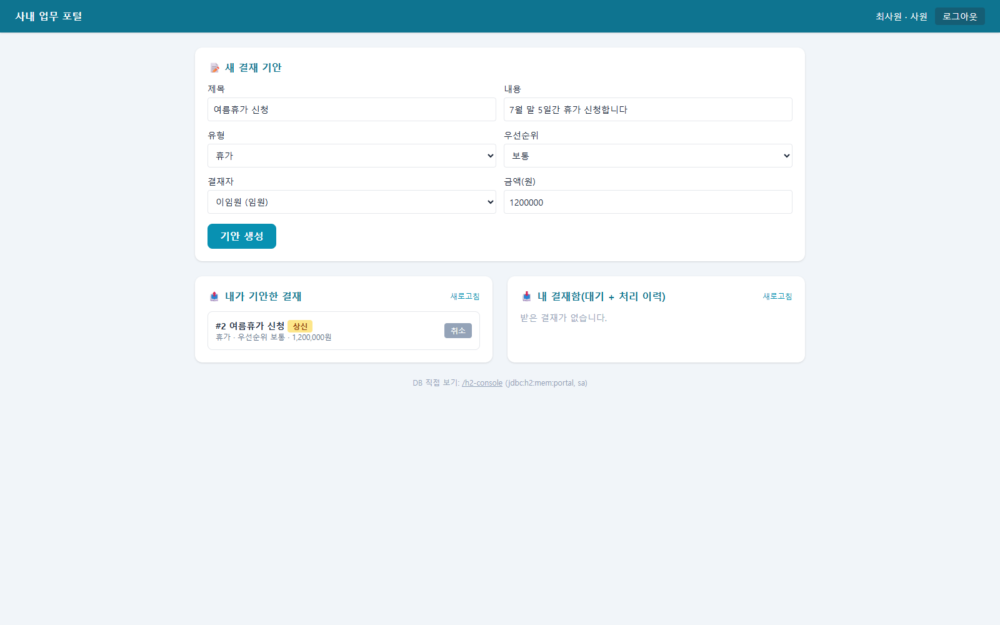 사내 업무 포털
최사원 · 사원 로그아웃
새 결재 기안
제목 내용
여름휴가 신청 7월 말 5일간 휴가 신청합니다
유형 우선순위
휴가 보통
결재자 금액(원)
이임원 (임원) 1200000
기안 생성
내가 기안한 결재 새로고침
#2 여름휴가 신청 상신
휴가 · 우선순위 보통 · 1,200,000원
취소
내 결재함(대기 + 처리 이력) 새로고침
받은 결재가 없습니다.
DB 직접 보기: /h2-console (jdbc:h2:mem:portal, sa)